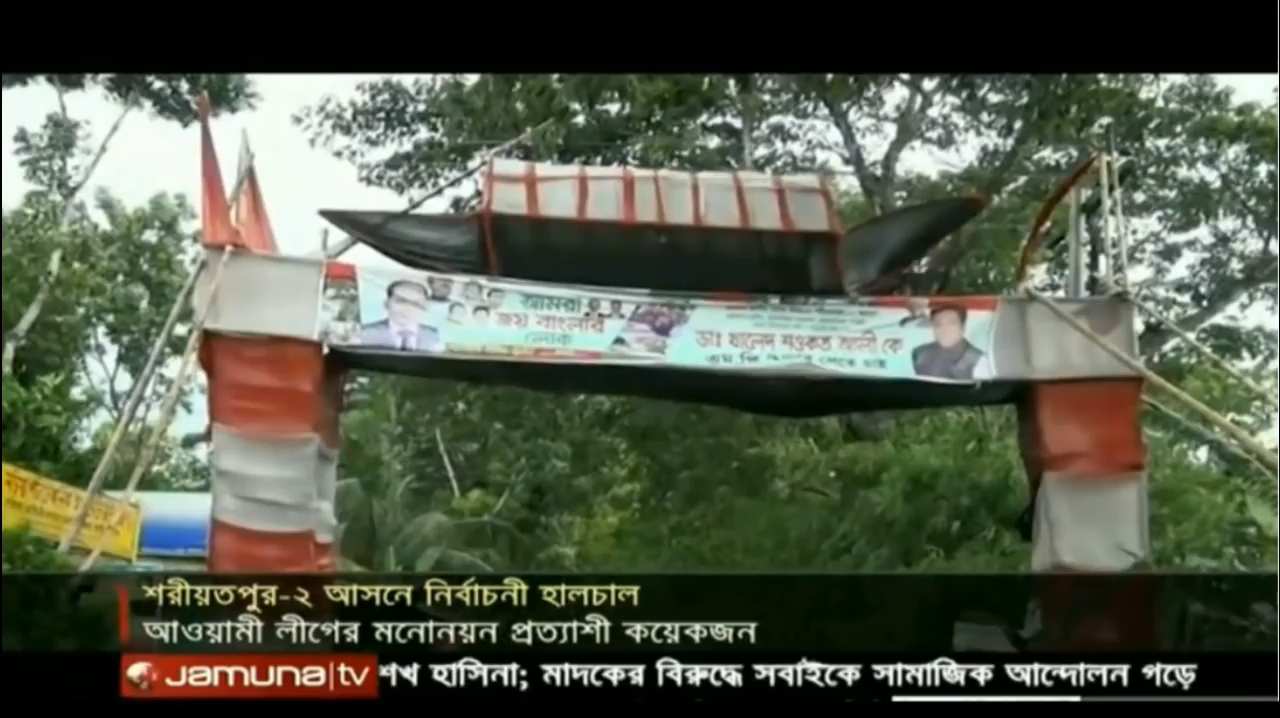 আমরা
জয় বাংলার
লোক
ডাঃ খালেদ শওকত আলী কে
শরীয়তপুর-২ আসনে নির্বাচনী হালচাল
আওয়ামী লীগের মনোনয়ন প্রত্যাশী কয়েকজন
JAMUNA|tv
শখ হাসিনা; মাদকের বিরুদ্ধে সবাইকে সামাজিক আন্দোলন গড়ে